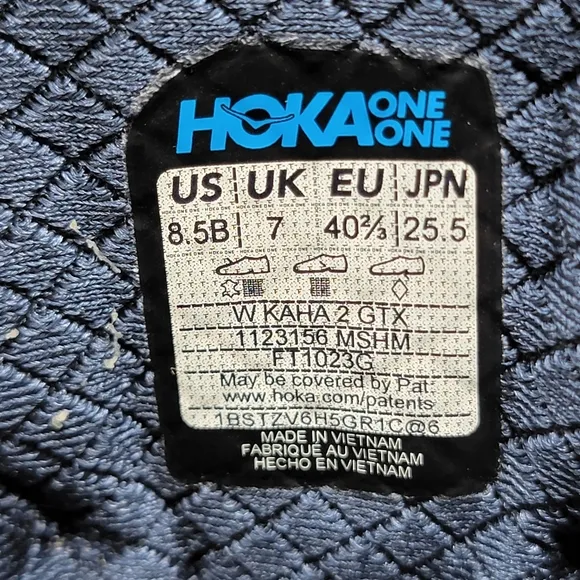 HOKA ONE ONE
US UK EU JPN
8.5B 7 40⅔ 25.5
W KAHA 2 GTX
1123156 MSHM
FT1023G
May be covered by Pat.
www.hoka.com/patents
1BSTZV6H5GR1C@6
MADE IN VIETNAM
FABRIQUÉ AU VIETNAM
HECHO EN VIETNAM